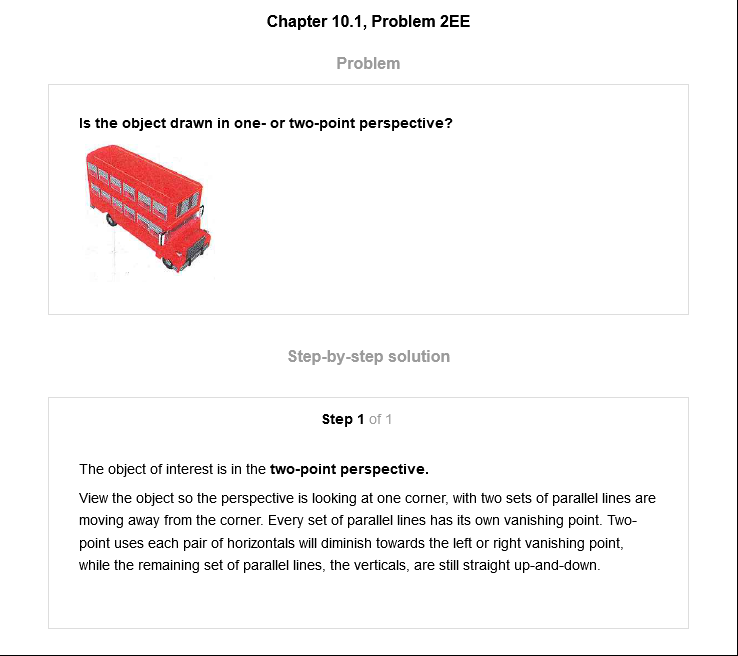 Chapter 10.1, Problem 2EE
Problem
Is the object drawn in one- or two-point perspective?
Step-by-step solution
Step 1 of 1
The object of interest is in the two-point perspective.
View the object so the perspective is looking at one corner, with two sets of parallel lines are
moving away from the corner. Every set of parallel lines has its own vanishing point. Two-
point uses each pair of horizontals will diminish towards the left or right vanishing point,
while the remaining set of parallel lines, the verticals, are still straight up-and-down.